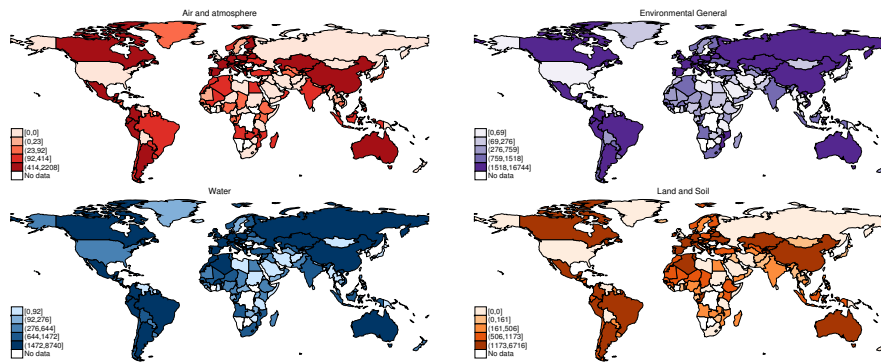 Air and atmosphere
[0,0]
(0,23]
(23,92]
(92,414]
(414,2208]
No data
Environmental General
[0,69]
(69,276]
(276,759]
(759,1518]
(1518,16744]
No data
Water
[0,92]
(92,276]
(276,644]
(644,1472]
(1472,8740]
No data
Land and Soil
[0,0]
(0,161]
(161,506]
(506,1173]
(1173,6716]
No data